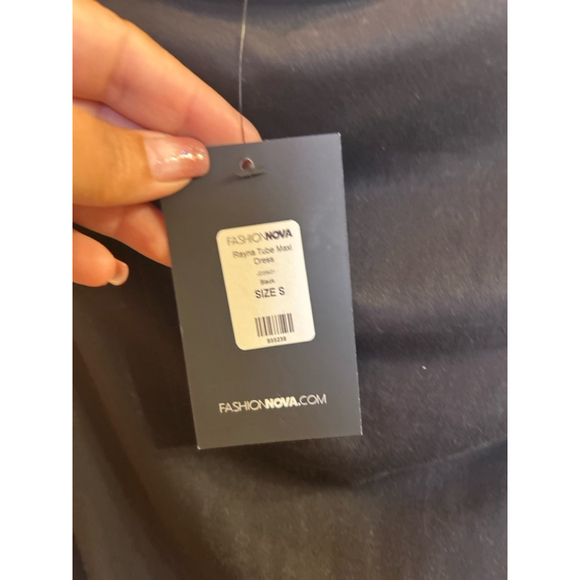 FASHIONNOVA
Rayna Tube Maxi
Dress
Black
SIZE S
FASHIONNOVA.COM